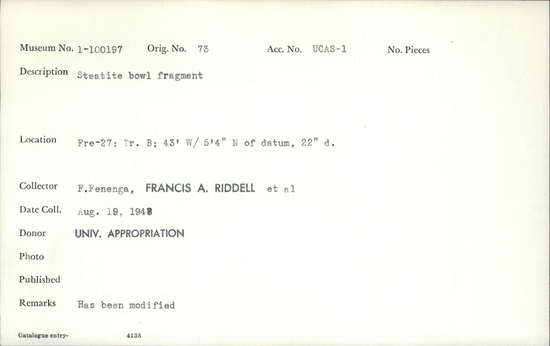 Museum No. 1-100197 Orig. No. 73 Acc. No. UCAS-1 No. Pieces
Description Steatite bowl fragment
Location Fre-27: Tr. B; 43' W/ 5'4" N of datum, 22" d.
Collector F.Fenenga, FRANCIS A. RIDDELL et al
Date Coll. Aug. 19, 1948
Donor UNIV. APPROPRIATION
Photo
Published
Remarks Has been modified
Catalogue entry- 4135